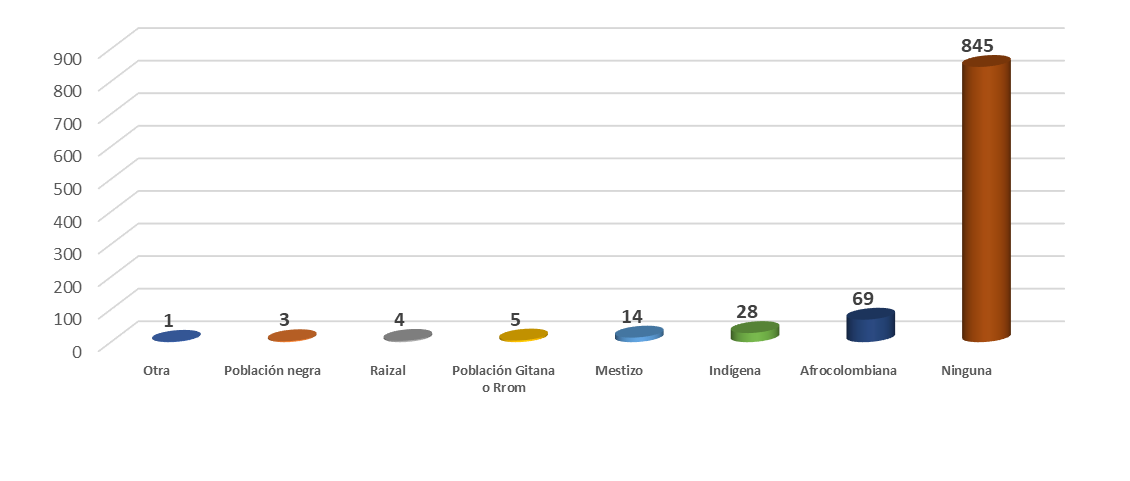 900
800
700
600
500
400
300
200
100
0
1
3
4
5
14
28
69
845
Otra
Población negra
Raizal
Población Gitana
o Rrom
Mestizo
Indígena
Afrocolombiana
Ninguna